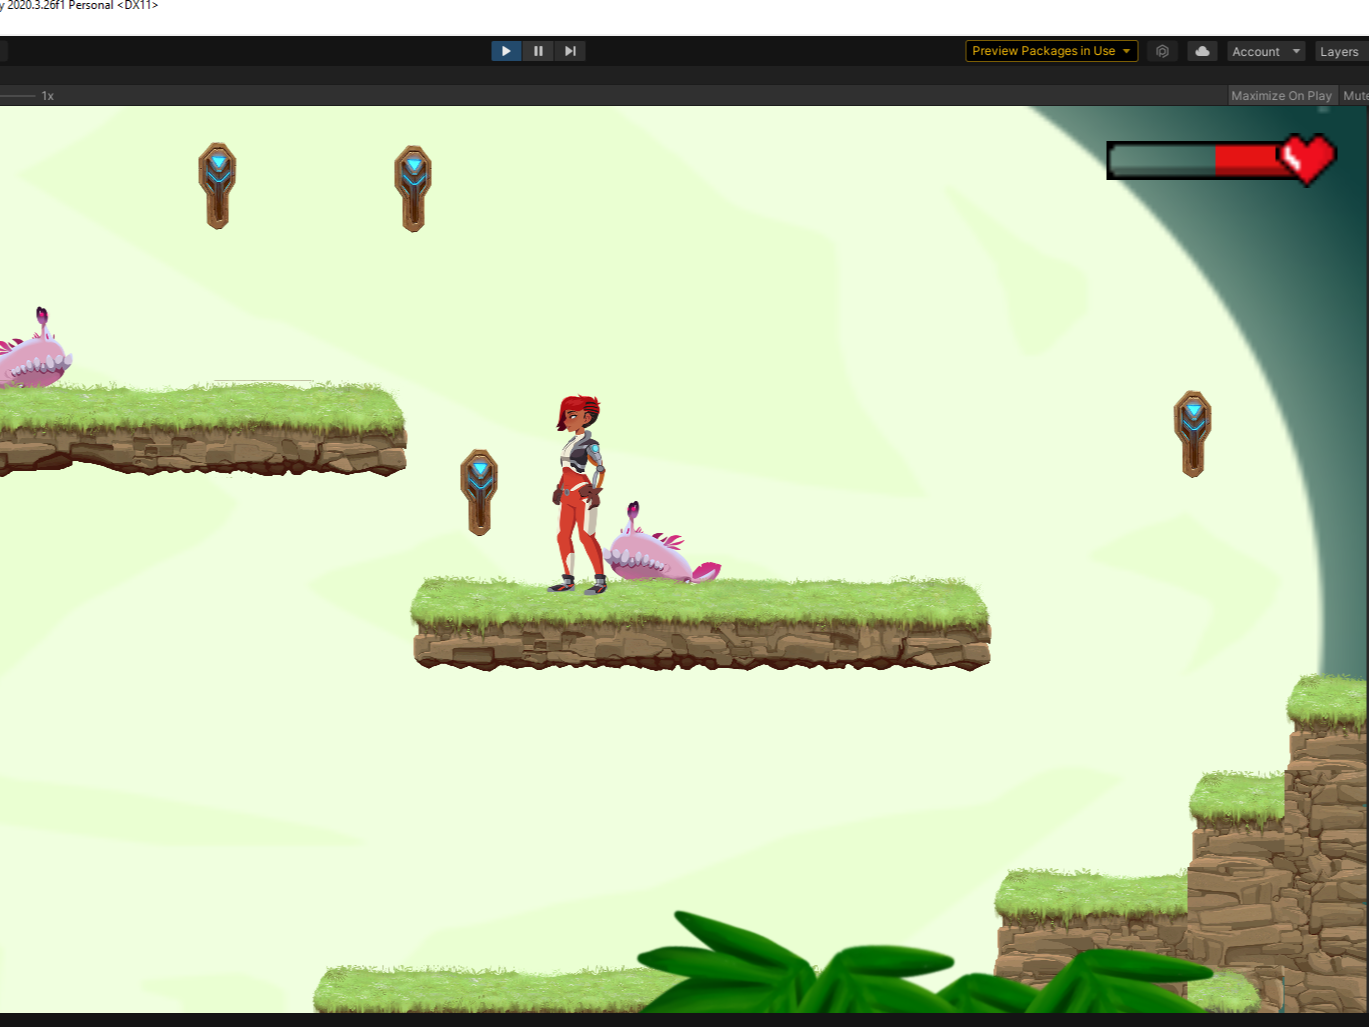 y 2020.3.26f1 Personal <DX11>
Preview Packages in Use
Account
Layers
1x
Maximize On Play
Mute